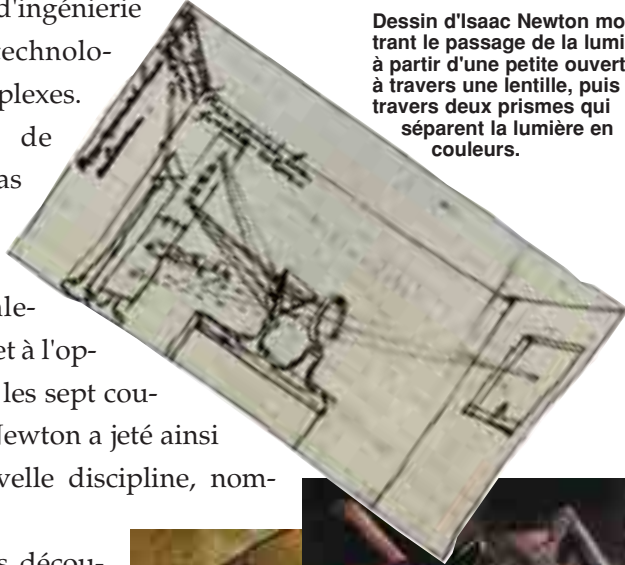 d'ingénierie
technolo-
plexes.
de
as
et à l'op-
les sept cou-
Newton a jeté ainsi
velle discipline, nom-
s décou-
Dessin d'Isaac Newton mo
trant le passage de la lumi
à partir d'une petite ouvert
à travers une lentille, puis
travers deux prismes qui
séparent la lumière en
couleurs.